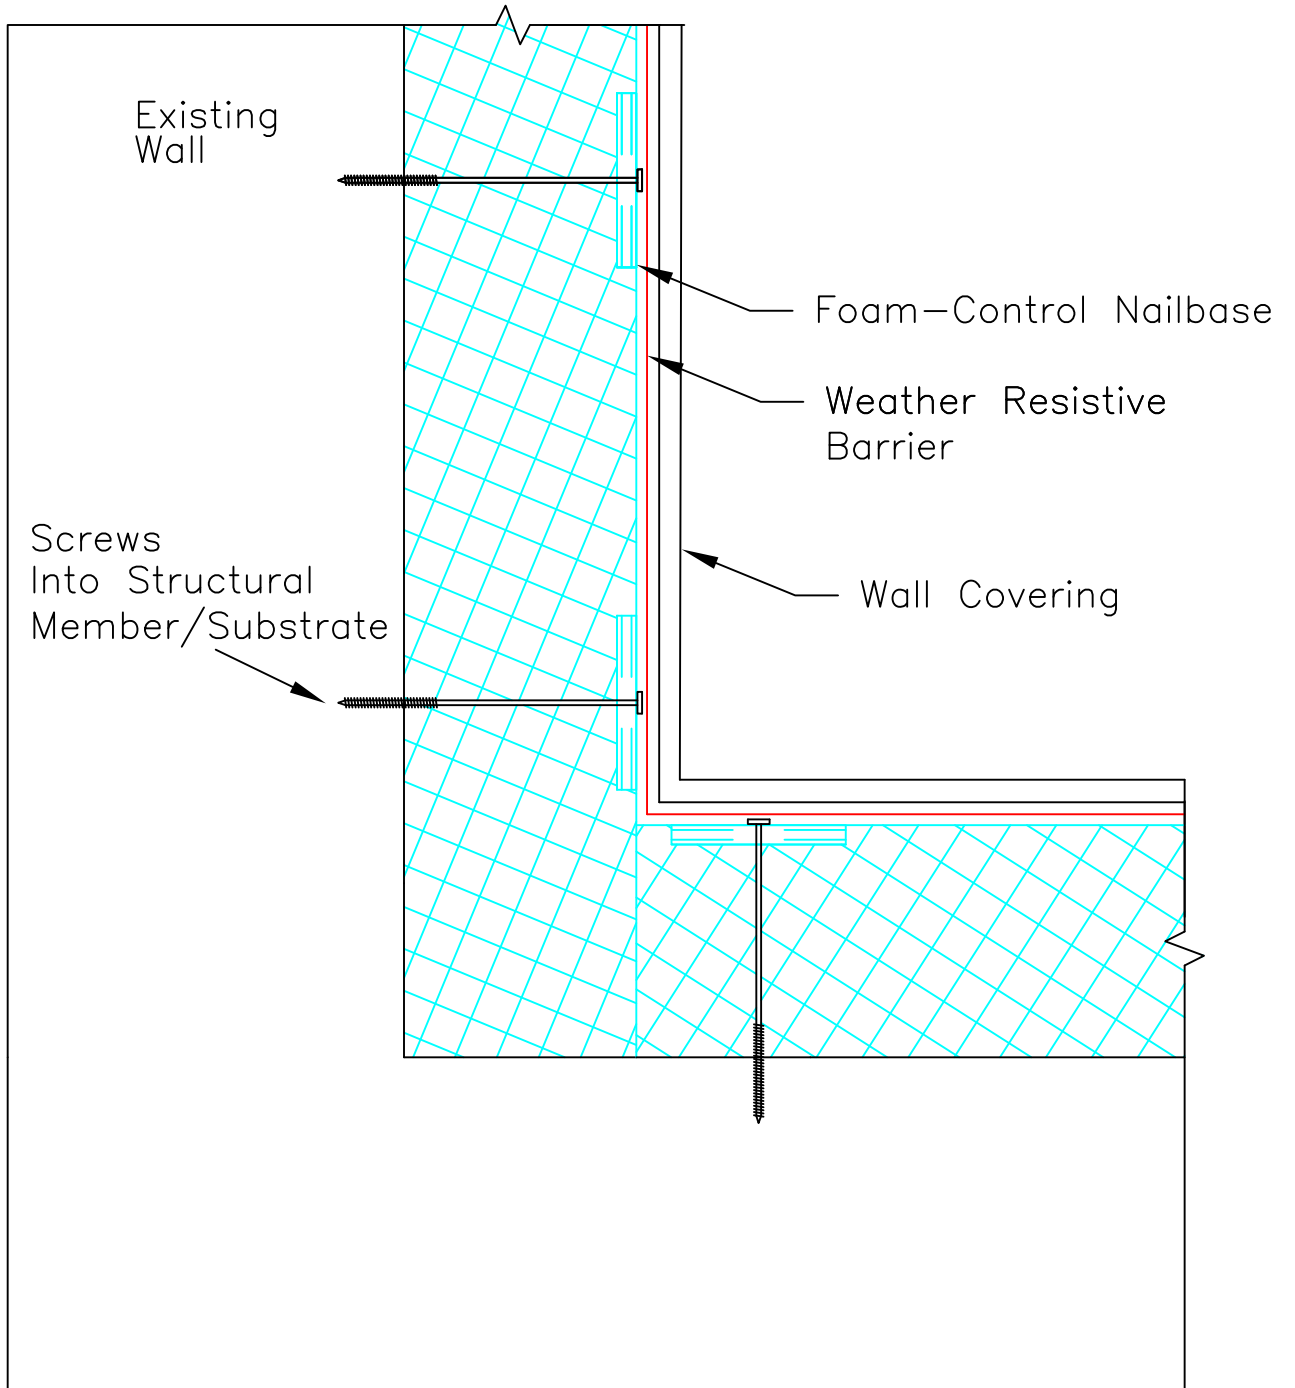 Existing
Wall
Foam-Control Nailbase
Weather Resistive
Barrier
Screws
Into Structural
Member/Substrate
Wall Covering